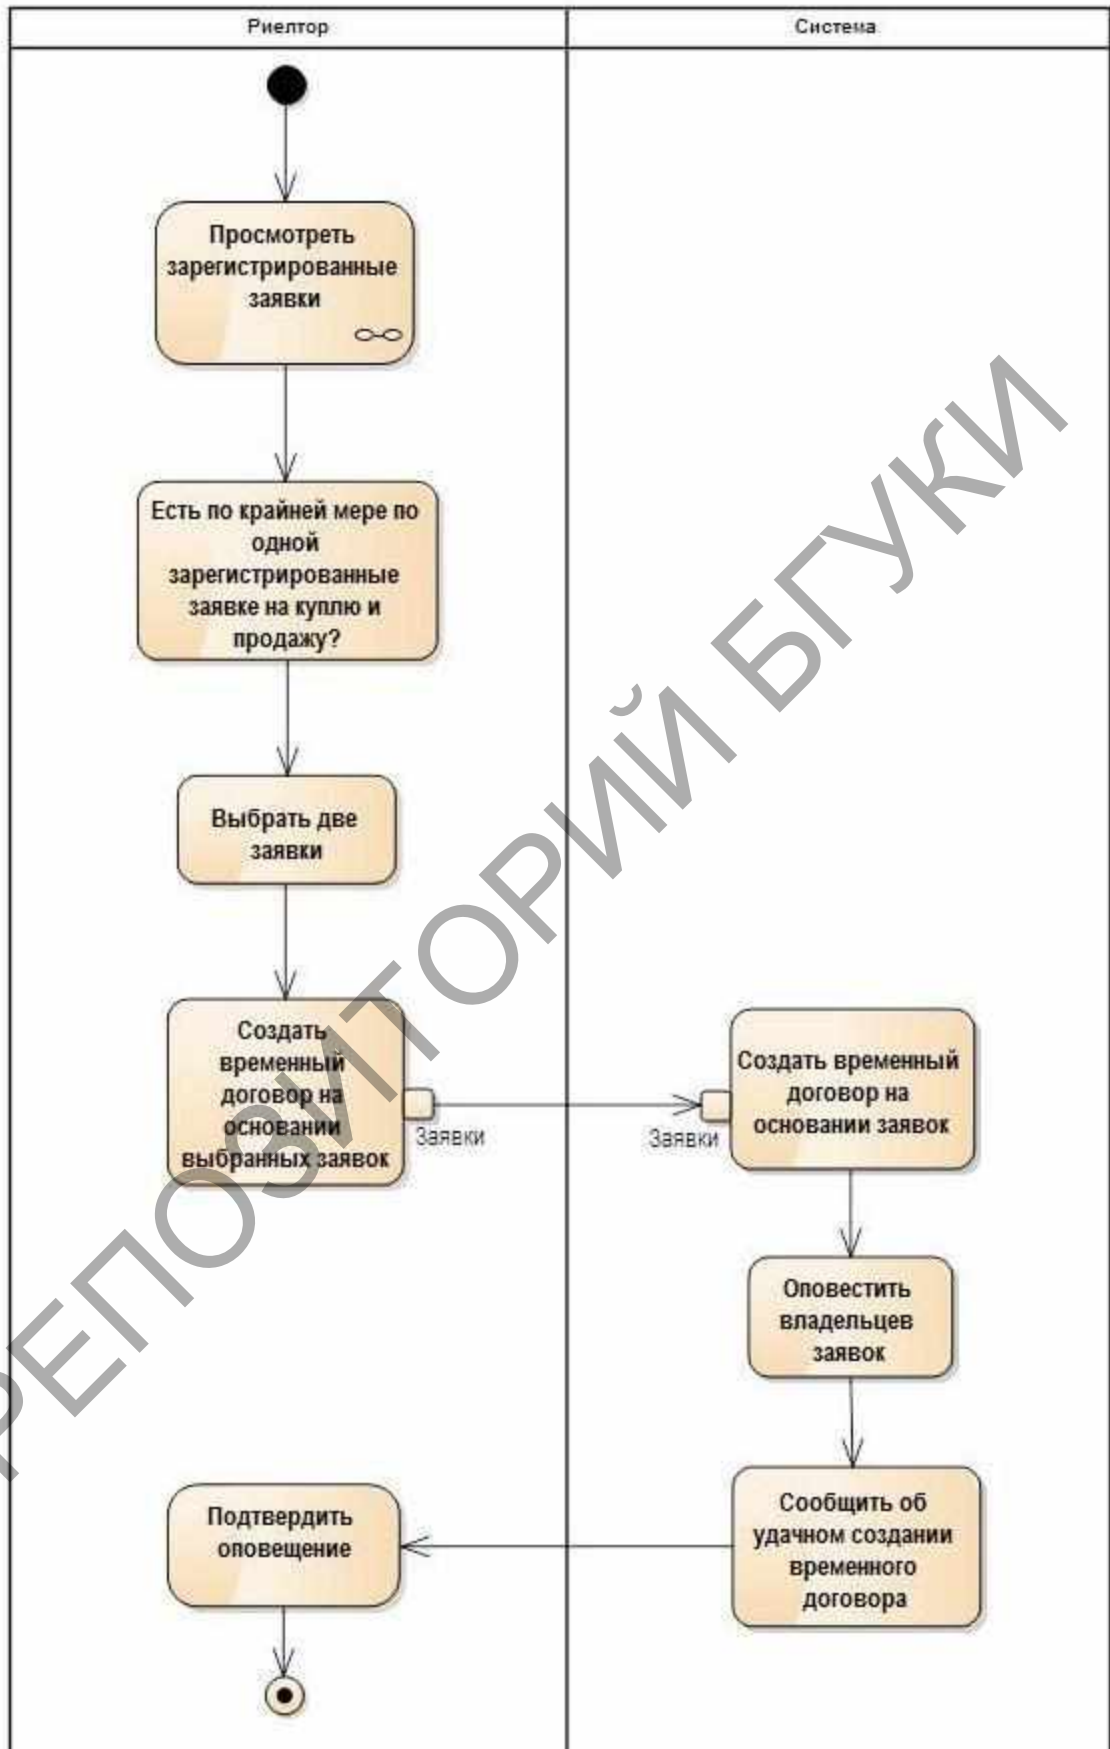 Риелтор
Система
Просмотреть
зарегистрированные
заявки
Есть по крайней мере по
одной
зарегистрированные
заявке на куплю и
продажу?
Выбрать две
заявки
Создать
временный
договор на
основании
выбранных заявок
Заявки
Заявки
Создать временный
договор на
основании заявок
Оповестить
владельцев
заявок
Сообщить об
удачном создании
временного
договора
Подтвердить
оповещение
РЕПОЗИТОРИЙ БГУКИ